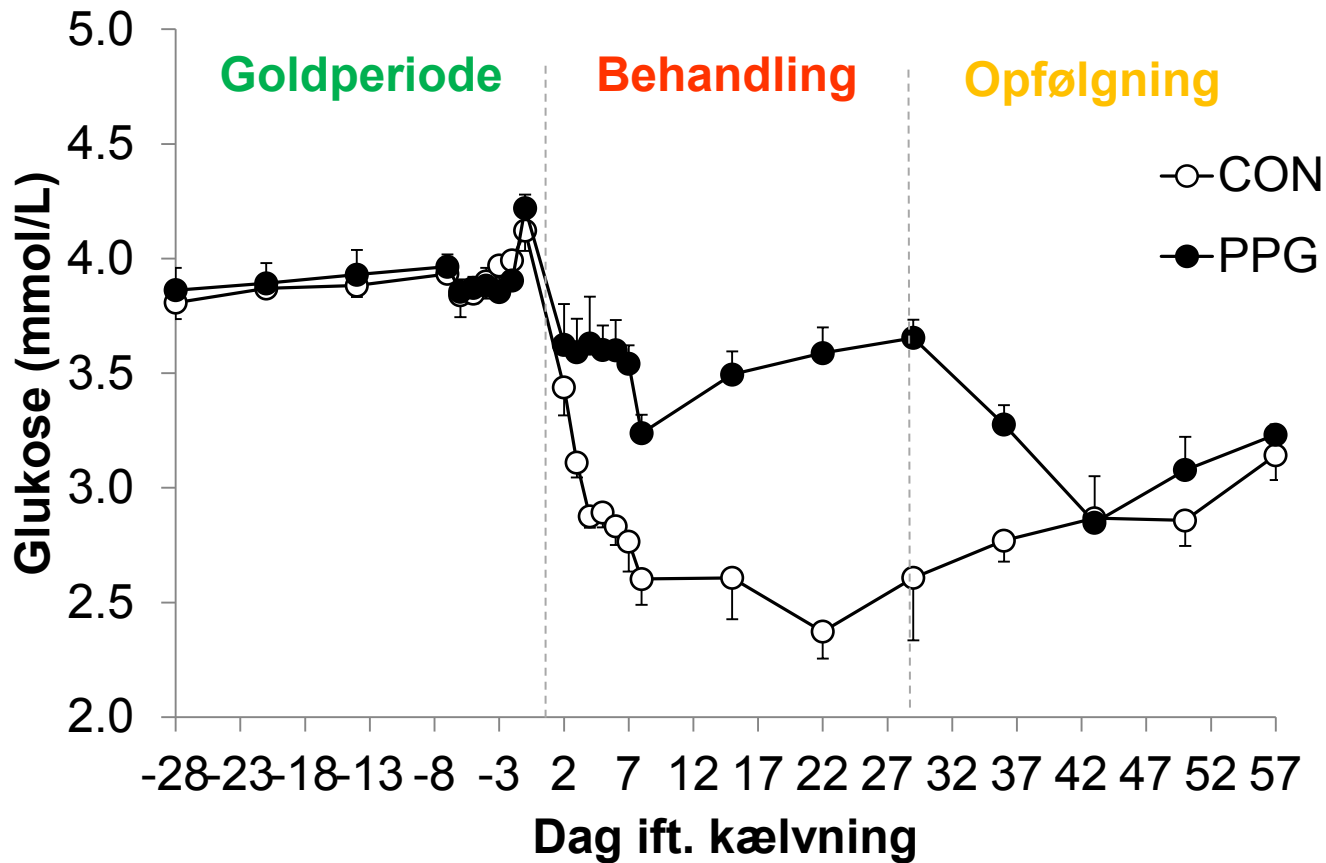 Goldperiode Behandling Opfølgning
CON
PPG
Glukose (mmol/L)
5.0
4.5
4.0
3.5
3.0
2.5
2.0
-28 -23 -18 -13 -8 -3 2 7 12 17 22 27 32 37 42 47 52 57
Dag ift. kælvning